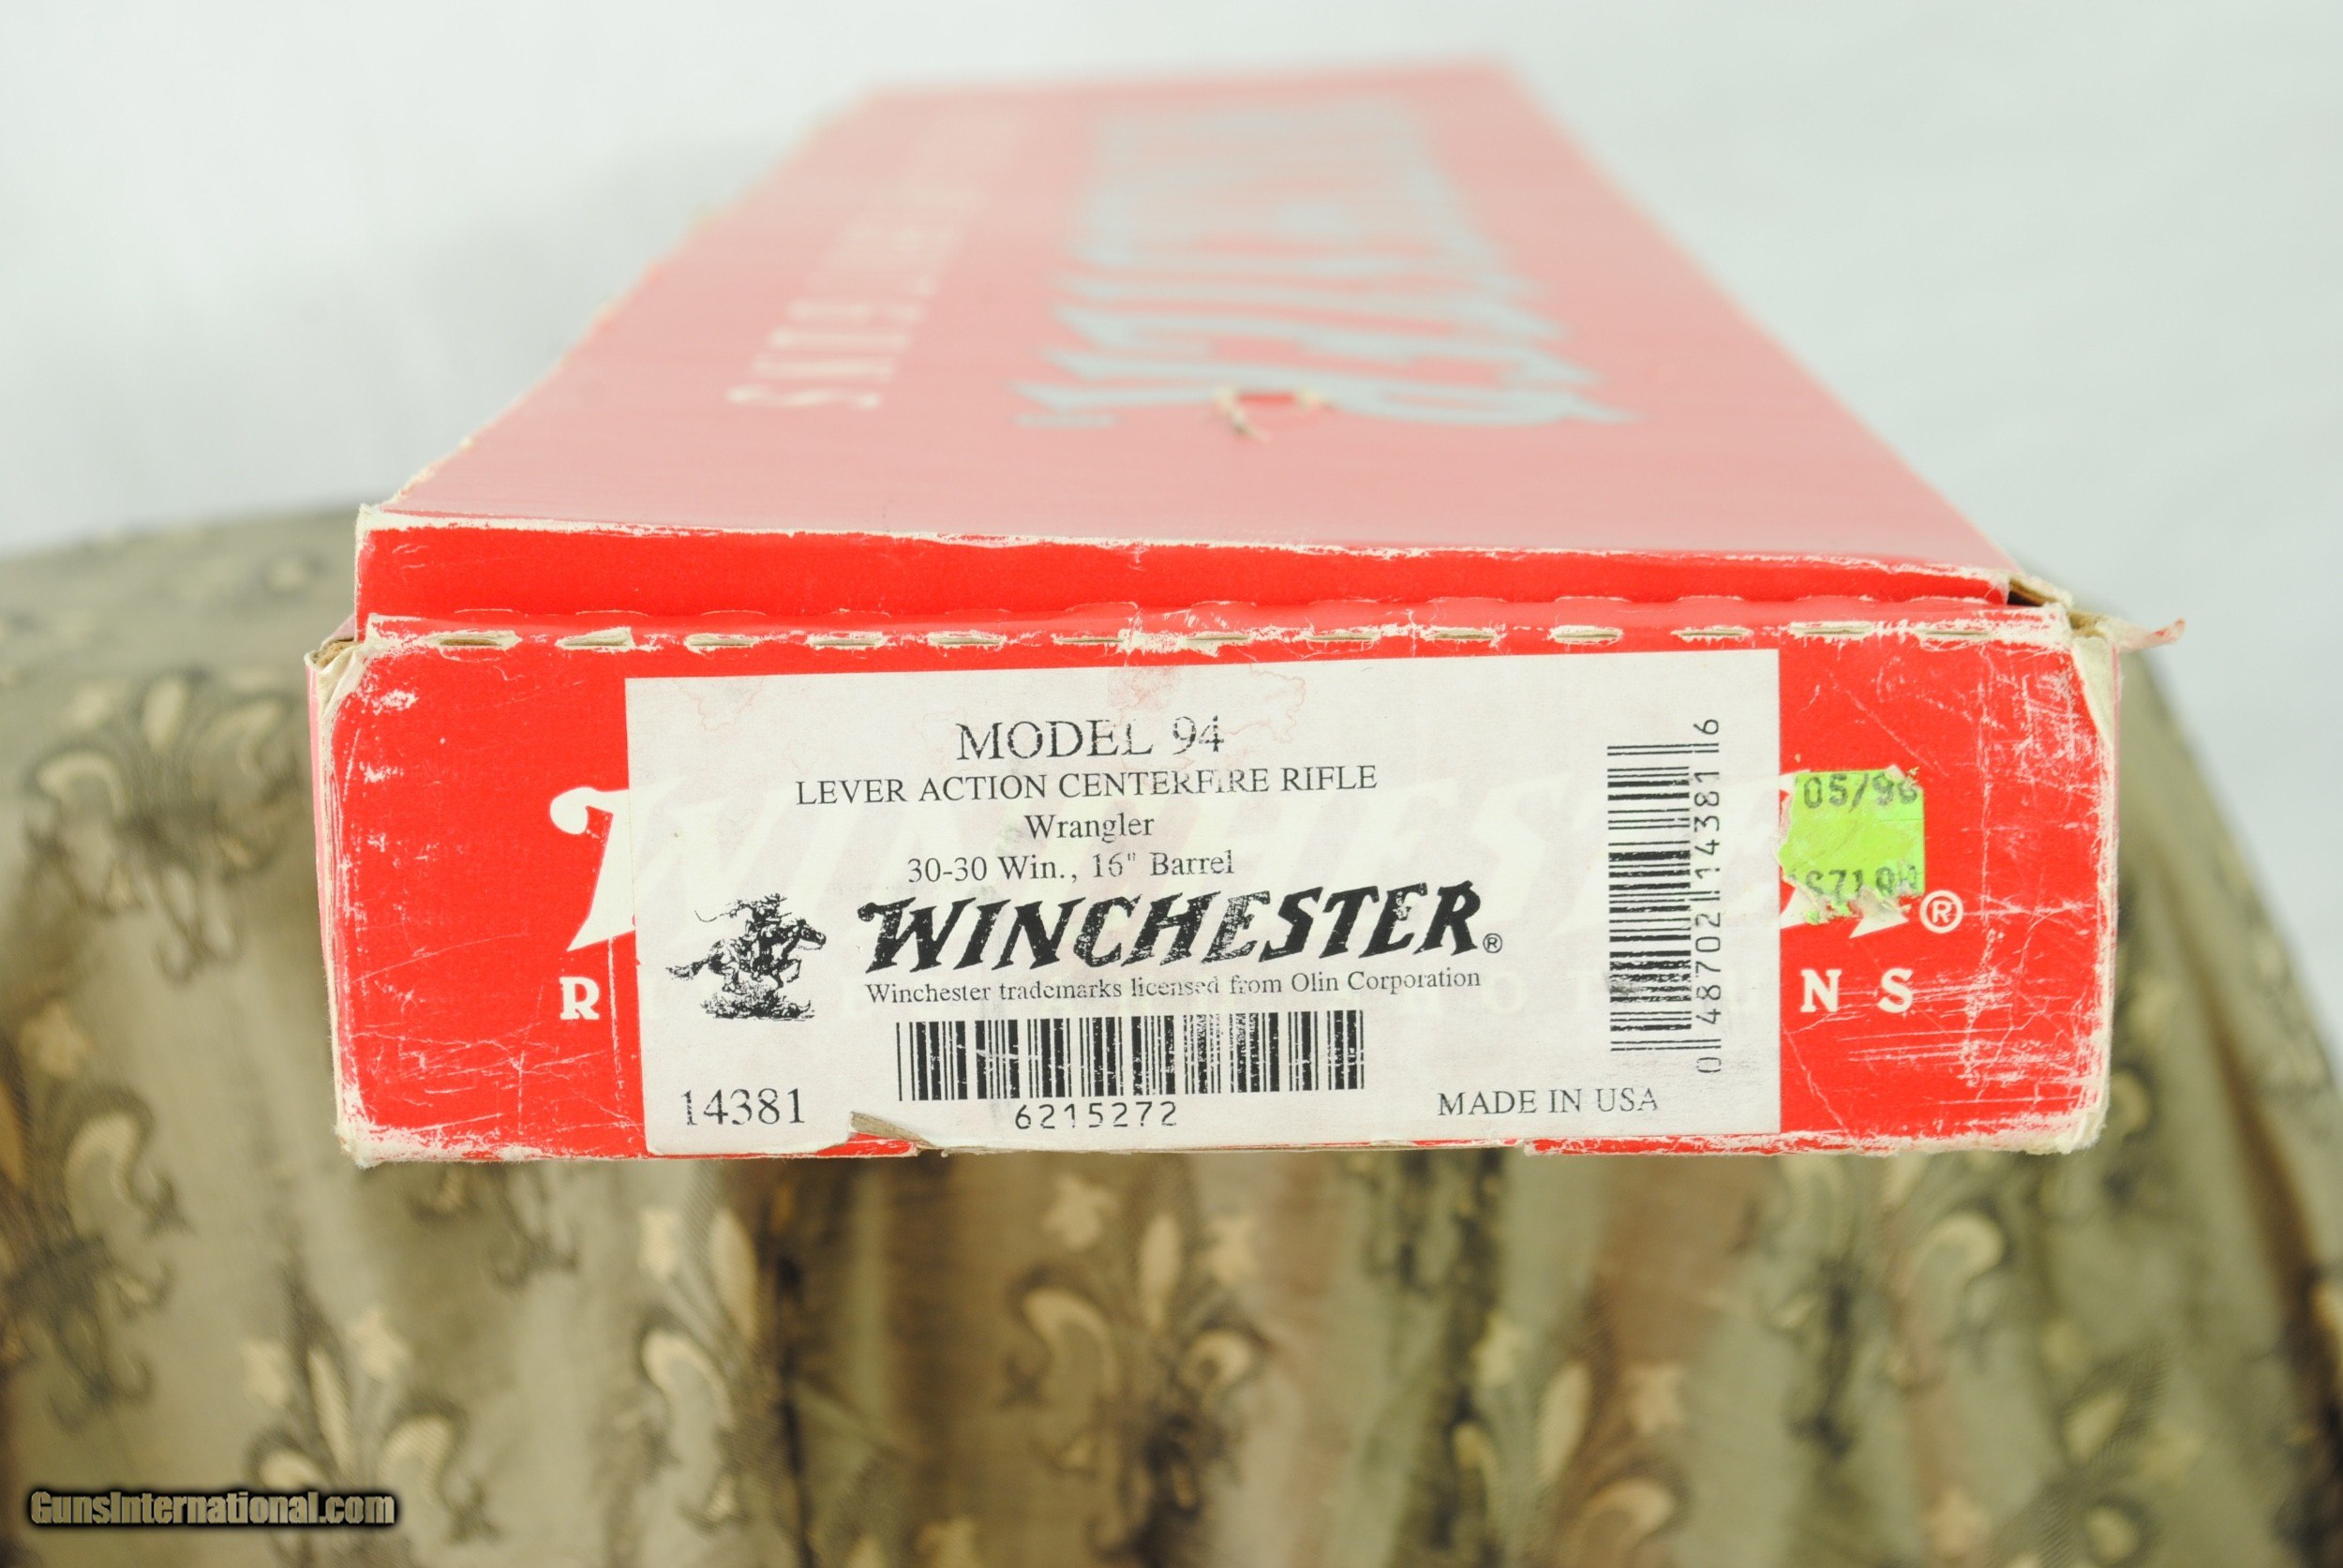 MODEL 94
LEVER ACTION CENTERFIRE RIFLE
Wrangler
30-30 Win., 16" Barrel
WINCHESTER®
Winchester trademarks licensed from Olin Corporation
14381
6215272
MADE IN USA
0 48702 14381 6
05/96
®
R
N S
GunsInternational.com